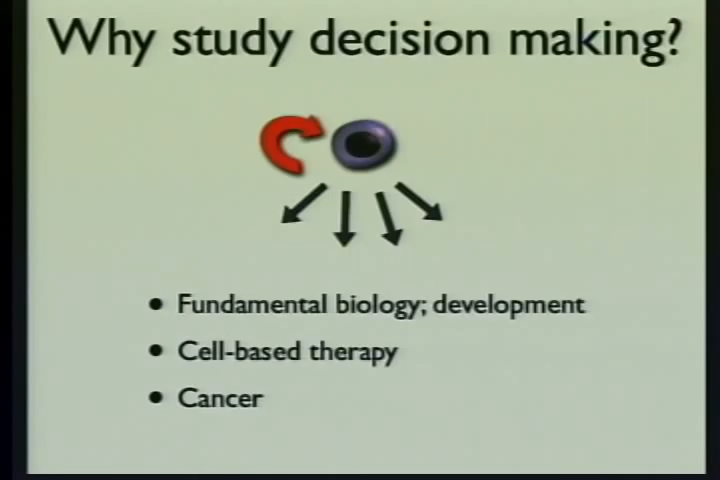 Why study decision making?
• Fundamental biology; development
• Cell-based therapy
• Cancer